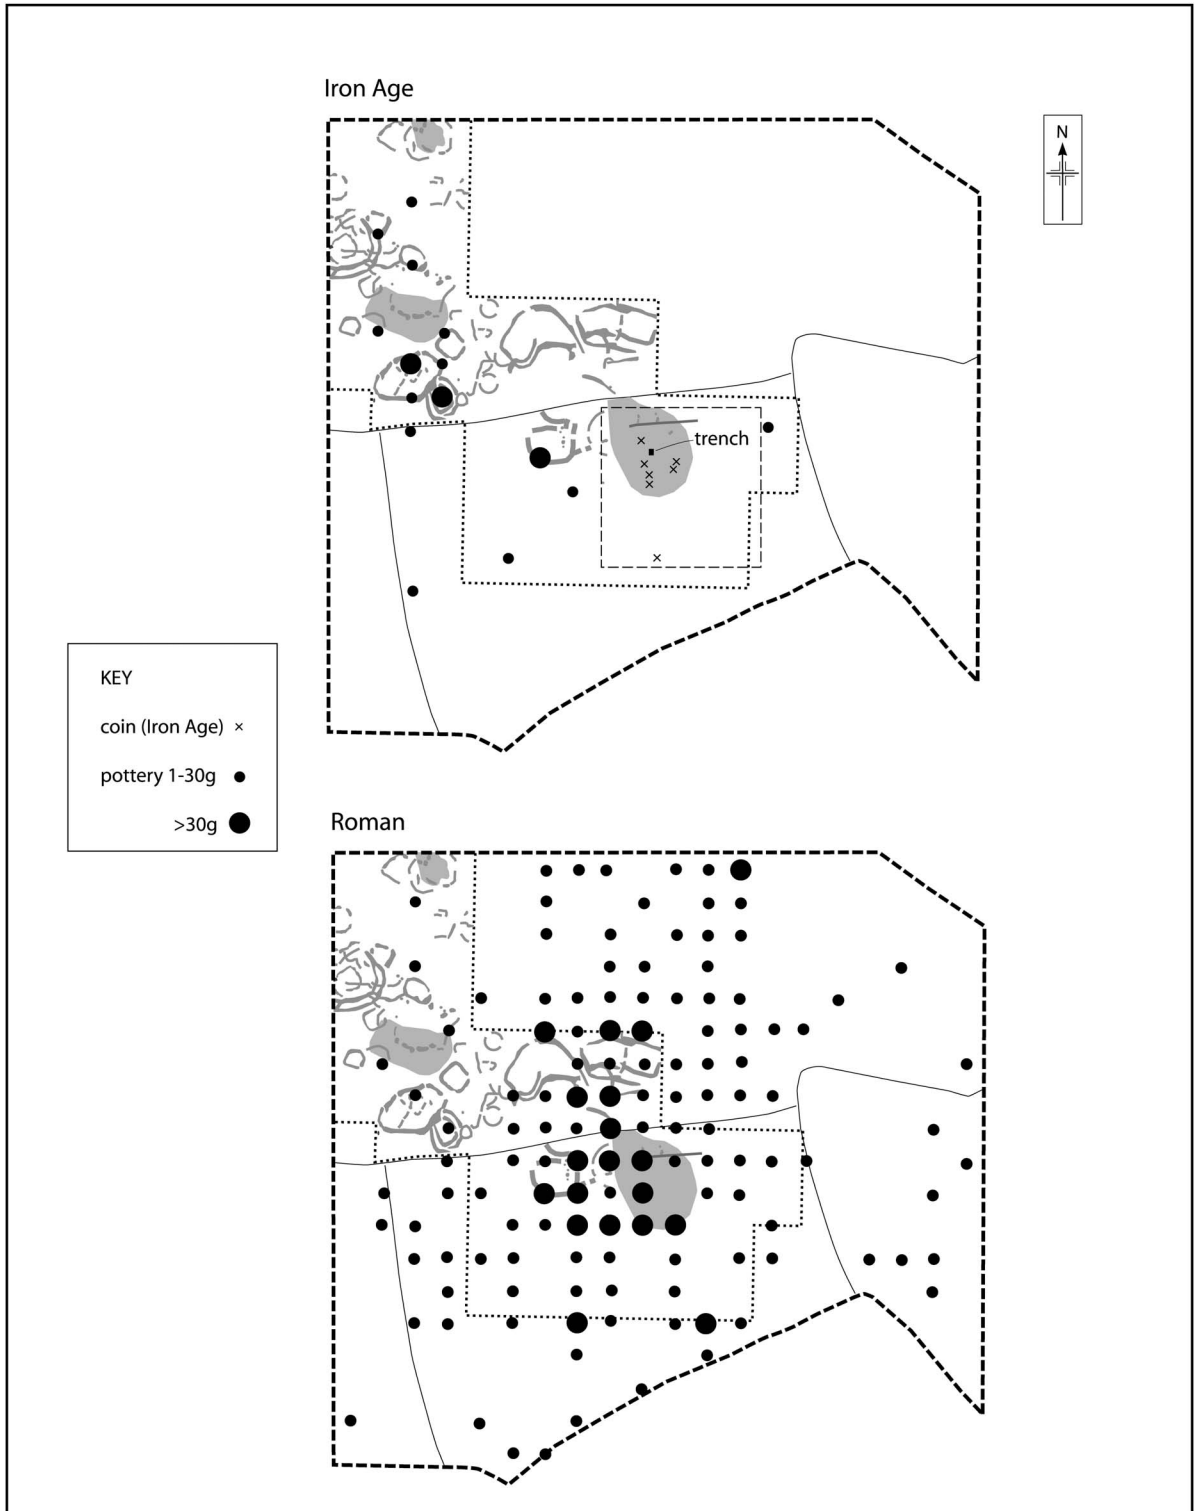 Iron Age
N
trench
KEY
coin (Iron Age) ×
pottery 1-30g
>30g
Roman